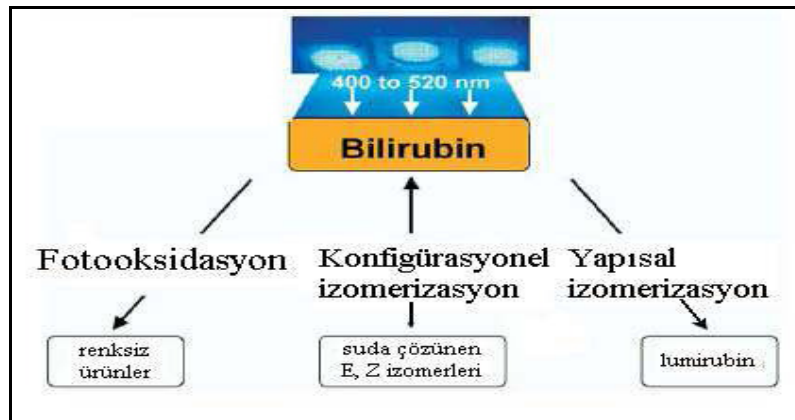 400 to 520 nm
Bilirubin
Fotooksidasyon
Konfigürasyonel
izomerizasyon
Yapısal
izomerizasyon
renksiz
ürünler
suda çözünen
E, Z izomerleri
lumirubin